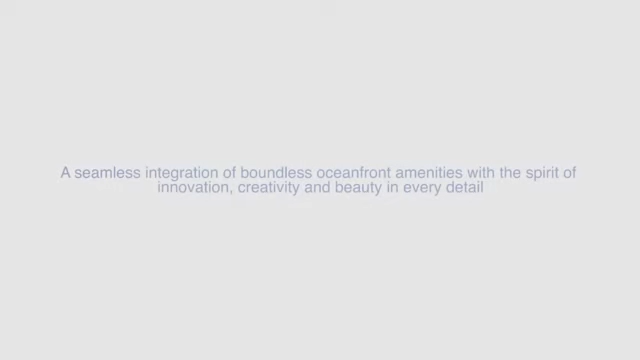 A seamless integration of boundless oceanfront amenities with the spirit of
innovation, creativity and beauty in every detail